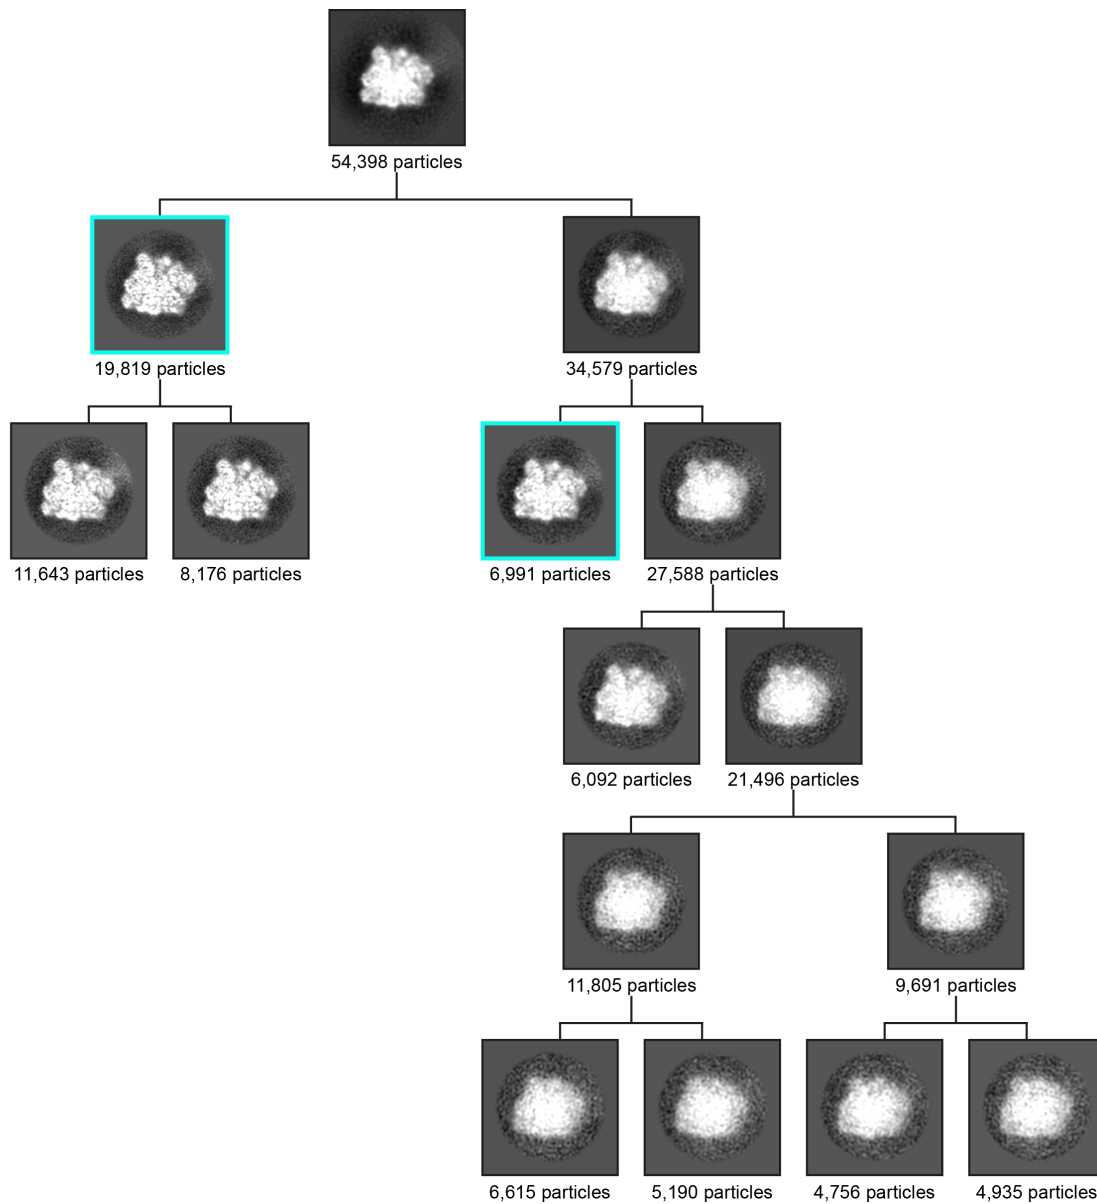 54,398 particles
19,819 particles
34,579 particles
11,643 particles
8,176 particles
6,991 particles
27,588 particles
6,092 particles
21,496 particles
11,805 particles
9,691 particles
6,615 particles
5,190 particles
4,756 particles
4,935 particles